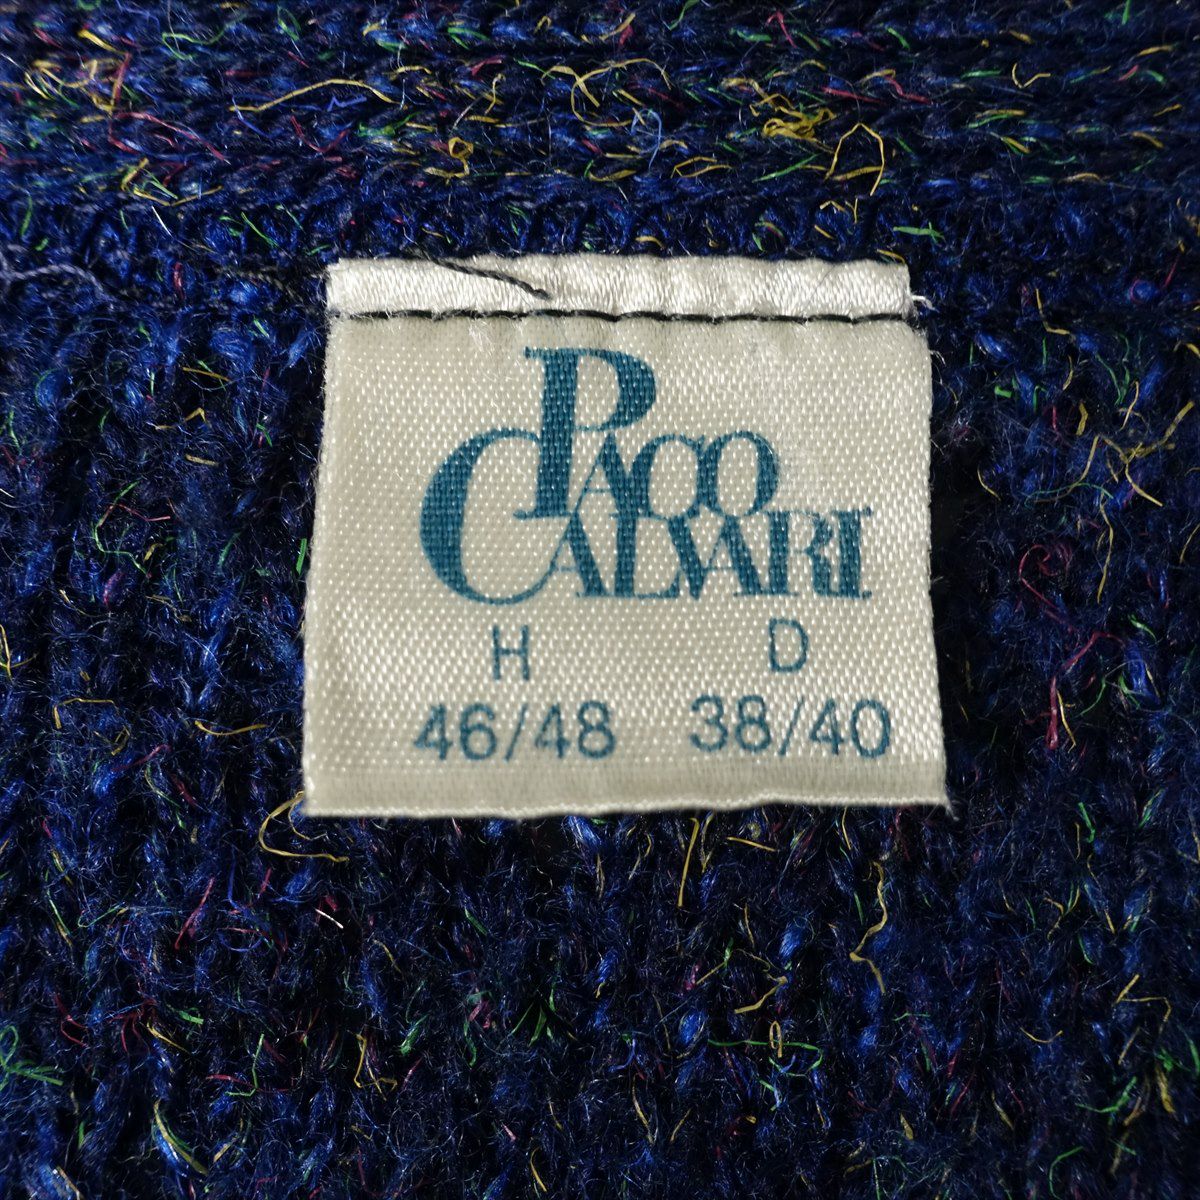 PACO
CALVARI
H D
46/48 38/40